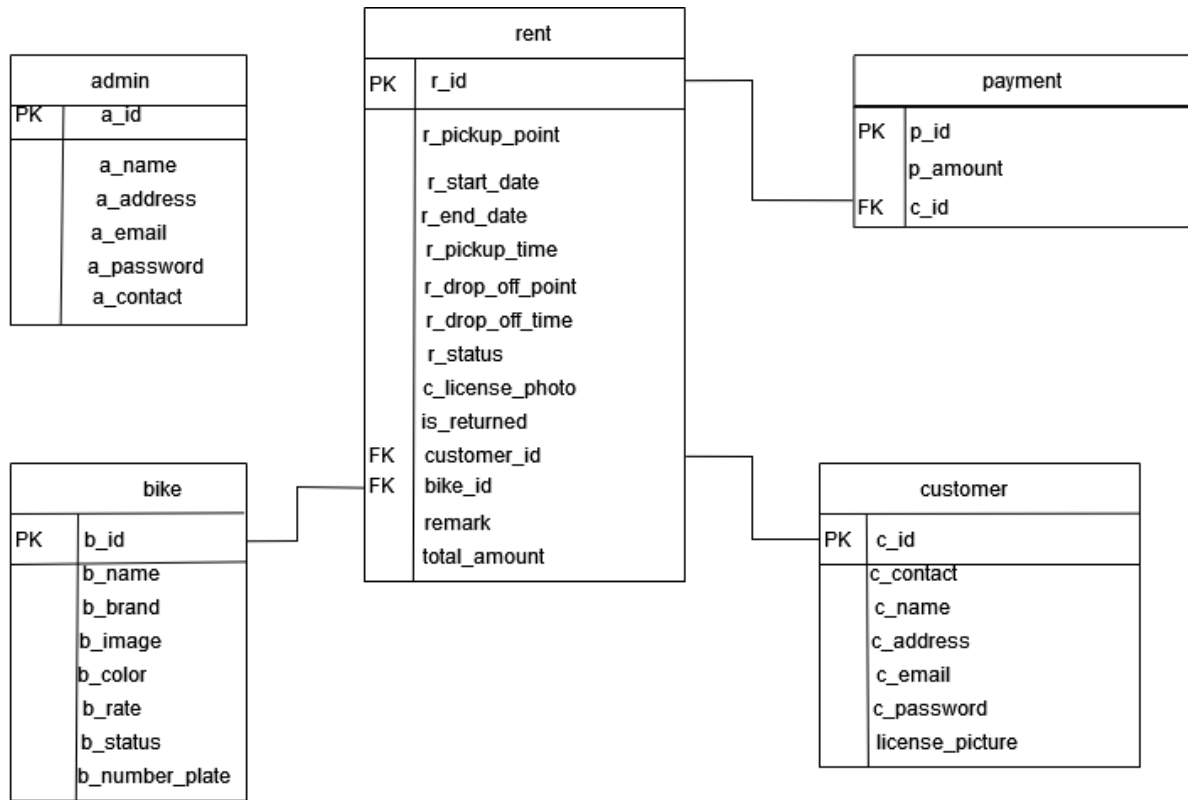 rent
PK r_id
r_pickup_point
r_start_date
r_end_date
r_pickup_time
r_drop_off_point
r_drop_off_time
r_status
c_license_photo
is_returned
FK customer_id
FK bike_id
remark
total_amount
admin
PK a_id
a_name
a_address
a_email
a_password
a_contact
payment
PK p_id
p_amount
FK c_id
bike
PK b_id
b_name
b_brand
b_image
b_color
b_rate
b_status
b_number_plate
customer
PK c_id
c_contact
c_name
c_address
c_email
c_password
license_picture